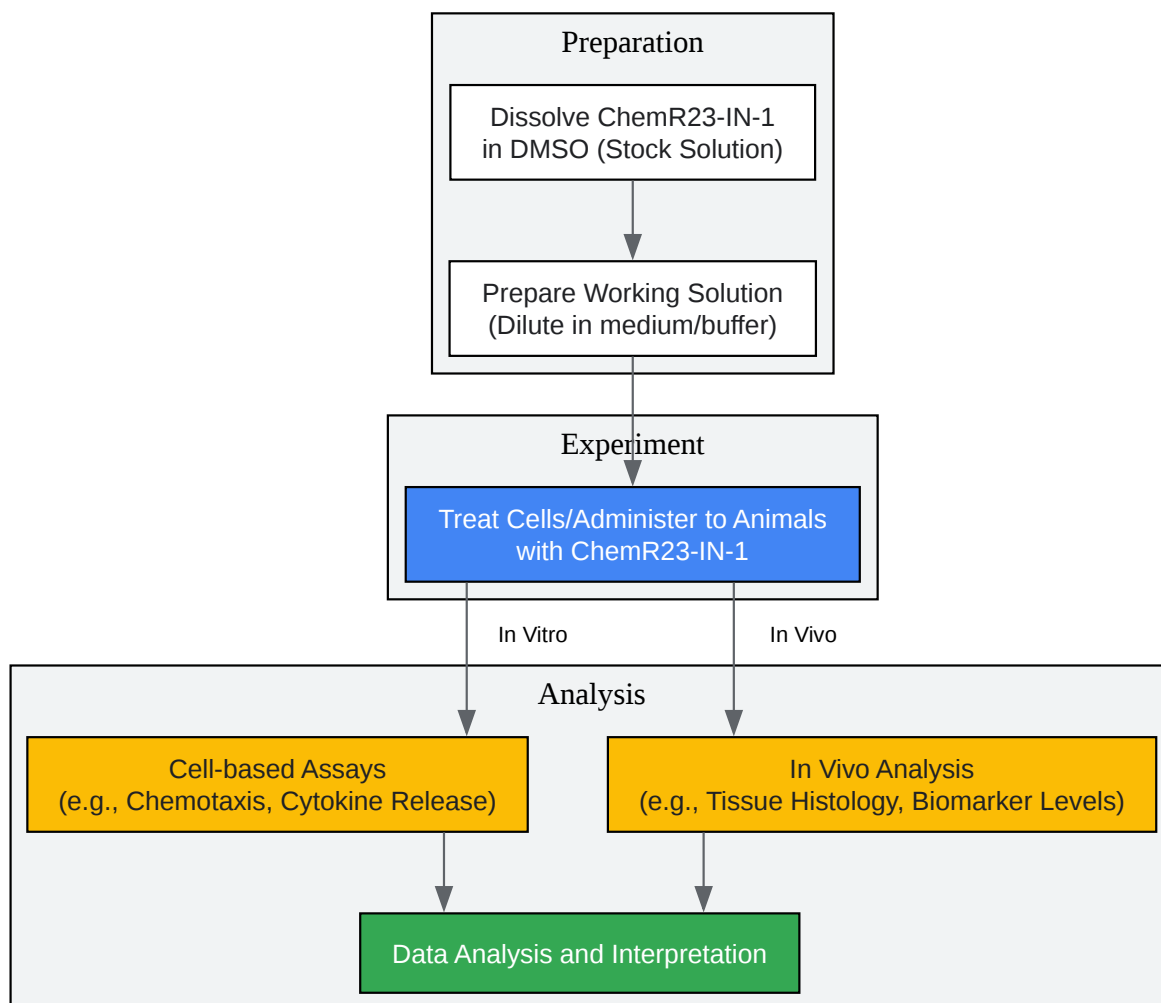 Preparation
Dissolve ChemR23-IN-1
in DMSO (Stock Solution)
Prepare Working Solution
(Dilute in medium/buffer)
Experiment
Treat Cells/Administer to Animals
with ChemR23-IN-1
In Vitro
In Vivo
Analysis
Cell-based Assays
(e.g., Chemotaxis, Cytokine Release)
In Vivo Analysis
(e.g., Tissue Histology, Biomarker Levels)
Data Analysis and Interpretation